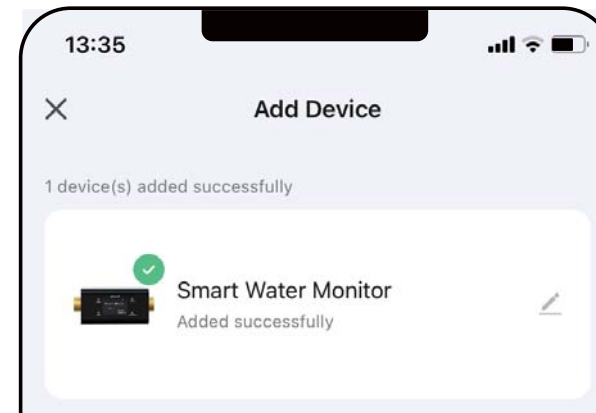 13:35
Add Device
1 device(s) added successfully
Smart Water Monitor
Added successfully